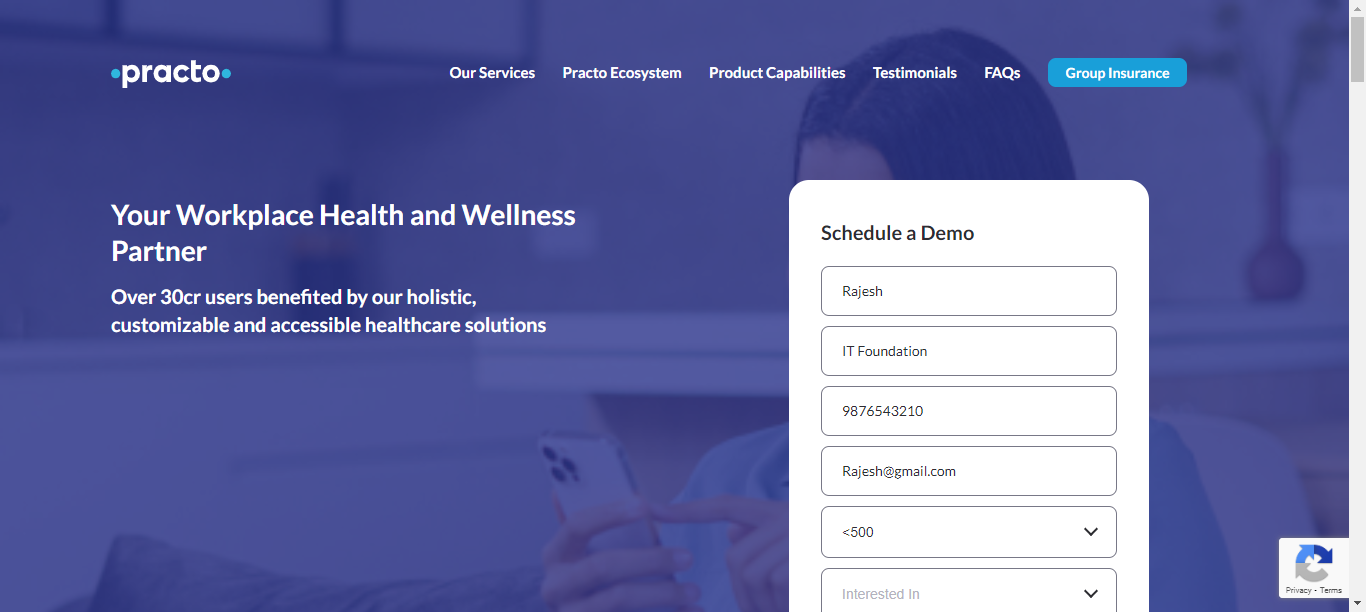 practo
Our Services
Practo Ecosystem
Product Capabilities
Testimonials
FAQs
Group Insurance
Your Workplace Health and Wellness
Partner
Over 30cr users benefited by our holistic,
customizable and accessible healthcare solutions
Schedule a Demo
Rajesh
IT Foundation
9876543210
Rajesh@gmail.com
<500
Interested In
Privacy - Terms